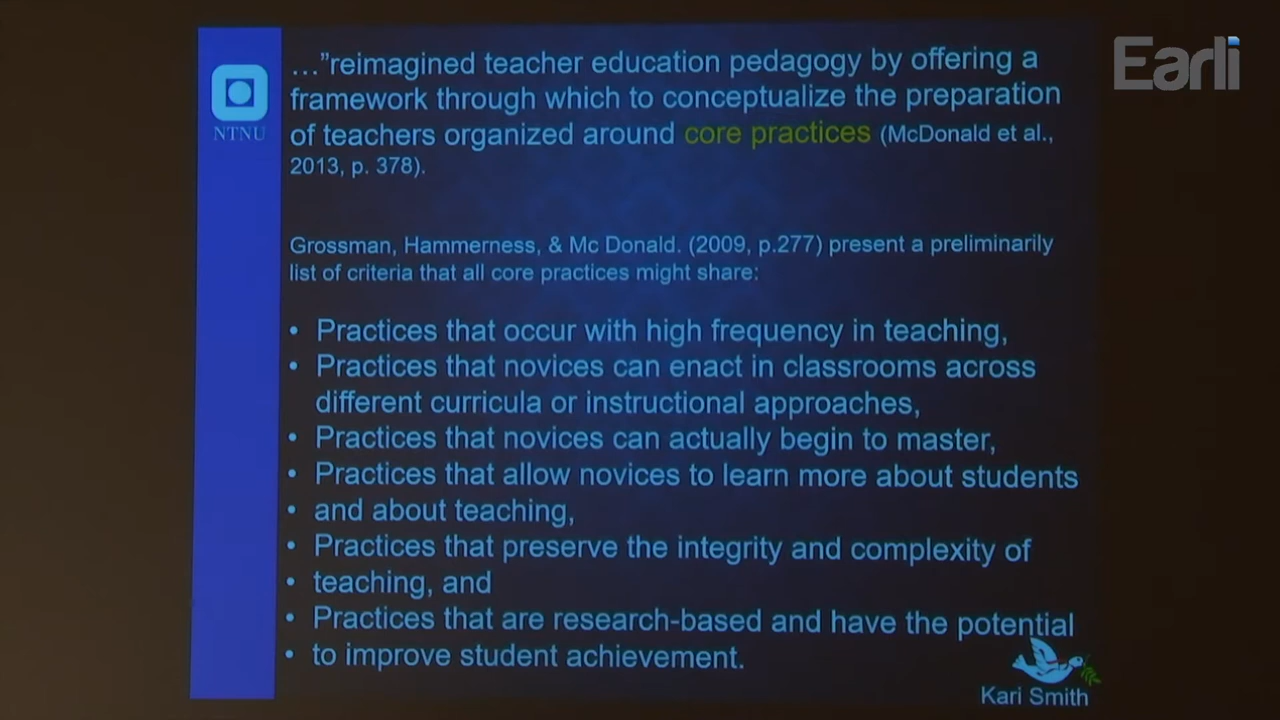 Earli
…"reimagined teacher education pedagogy by offering a
framework through which to conceptualize the preparation
of teachers organized around core practices (McDonald et al.,
2013, p. 378).
NTNU
Grossman, Hammerness, & Mc Donald. (2009, p.277) present a preliminarily
list of criteria that all core practices might share:
• Practices that occur with high frequency in teaching,
• Practices that novices can enact in classrooms across
different curricula or instructional approaches,
• Practices that novices can actually begin to master,
• Practices that allow novices to learn more about students
• and about teaching,
• Practices that preserve the integrity and complexity of
• teaching, and
• Practices that are research-based and have the potential
• to improve student achievement.
Kari Smith